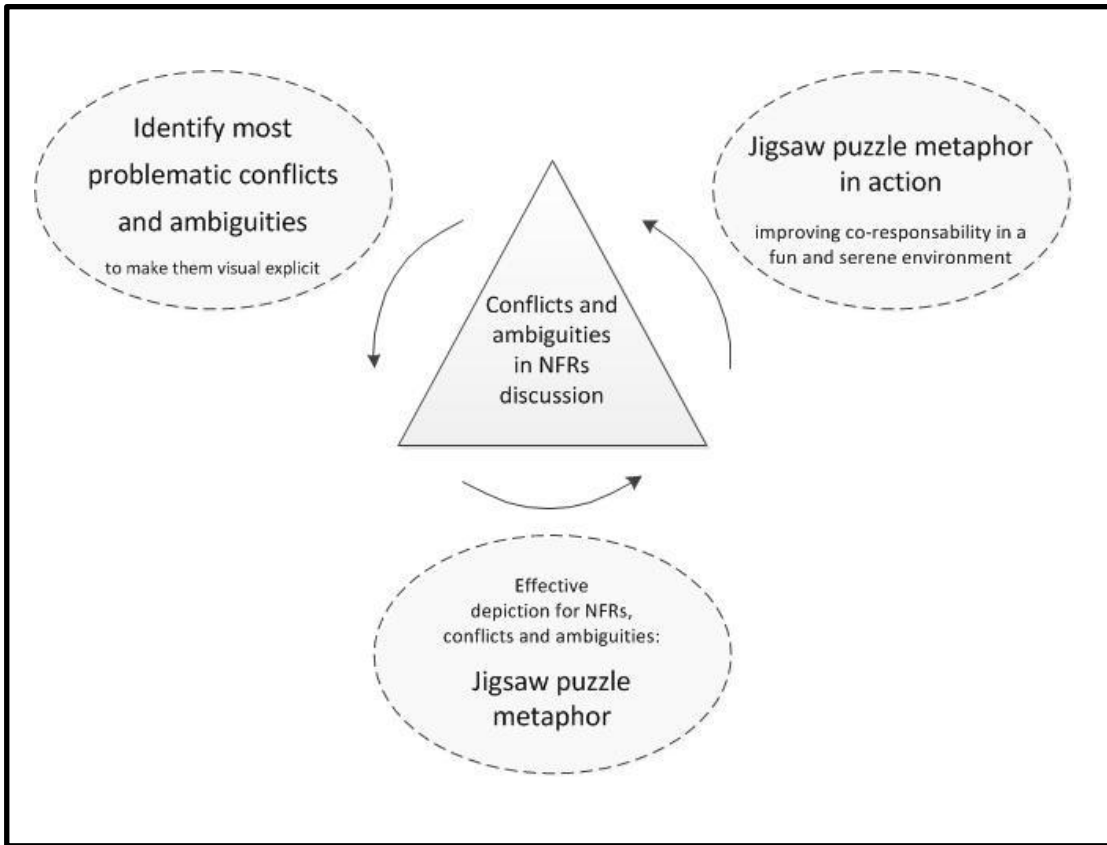 Identify most
problematic conflicts
and ambiguities
to make them visual explicit
Jigsaw puzzle metaphor
in action
improving co-responsability in a
fun and serene environment
Conflicts and
ambiguities
in NFRs
discussion
Effective
depiction for NFRs,
conflicts and ambiguities:
Jigsaw puzzle
metaphor